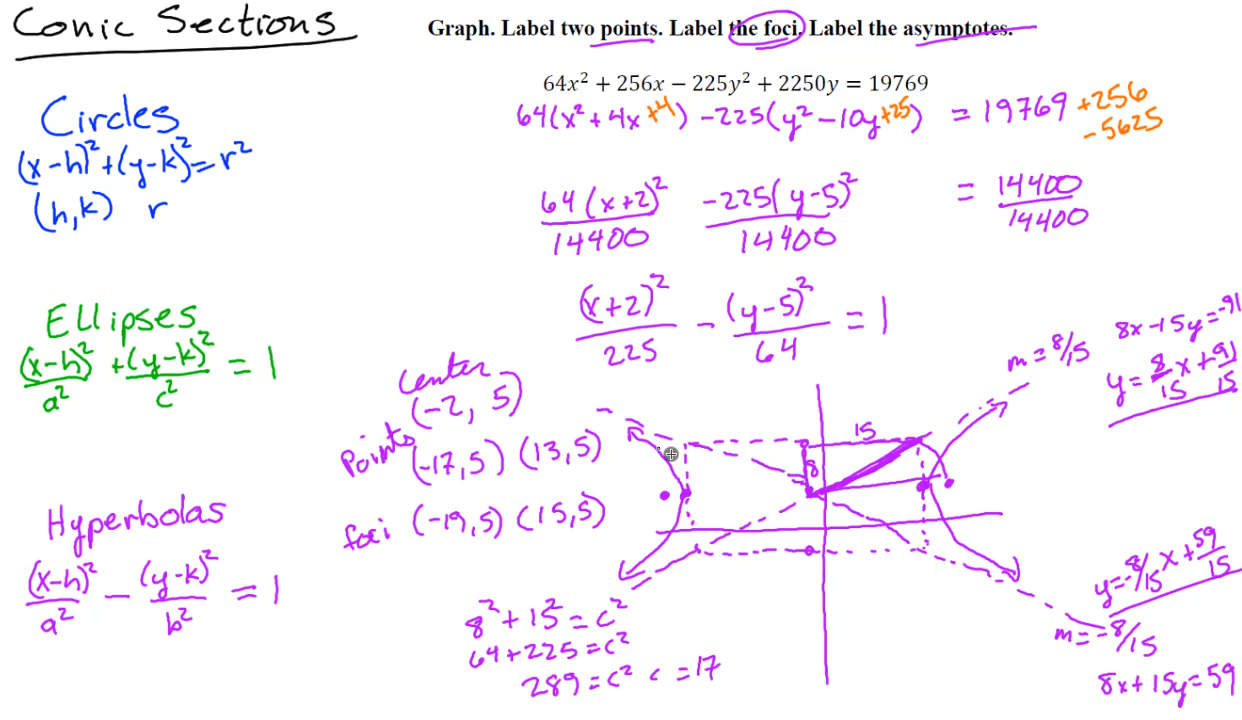 Conic Sections
Graph. Label two points. Label the foci. Label the asymptotes.
64x² + 256x − 225y² + 2250y = 19769
64(x² + 4x +4 ) −225(y² − 10y +25 ) = 19769 +256
−5625
Circles
(x−h)² + (y−k)² = r²
(h, k) r
64(x+2)²/14400 −225(y−5)²/14400 = 14400/14400
(x+2)²/225 − (y−5)²/64 = 1
Ellipses
(x−h)²/a² + (y−k)²/c² = 1
Center
(−2, 5)
Points (−17, 5) (13, 5)
foci (−19, 5) (15, 5)
Hyperbolas
(x−h)²/a² − (y−k)²/b² = 1
8² + 15² = c²
64 + 225 = c²
289 = c² c = 17
15
8
m = 8/15
8x − 15y = −91
y = 8/15 x + 91/15
y = −8/15 x + 59/15
m = −8/15
8x + 15y = 59